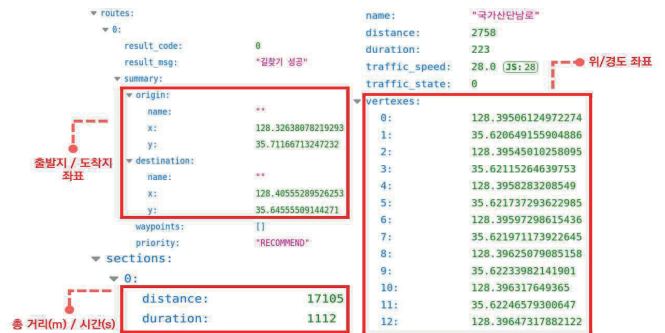 routes:
0:
result_code: 0
result_msg: "길찾기 성공"
summary:
origin:
name: ""
x: 128.32638078219293
y: 35.71166713247232
destination:
name: ""
x: 128.40555289526253
y: 35.64555509144271
waypoints: []
priority: "RECOMMEND"
sections:
0:
distance: 17105
duration: 1112
출발지 / 도착지
좌표
총 거리(m) / 시간(s)
name: "국가산단남로"
distance: 2758
duration: 223
traffic_speed: 28.0 JS: 28
traffic_state: 0
vertexes:
0: 128.39506124972274
1: 35.620649155904886
2: 128.39545010258095
3: 35.62115264639753
4: 128.3958283208549
5: 35.621737293622985
6: 128.39597298615436
7: 35.621971173922645
8: 128.39625079085158
9: 35.62233982141901
10: 128.396317649365
11: 35.62246579300647
12: 128.39647317882122
위/경도 좌표